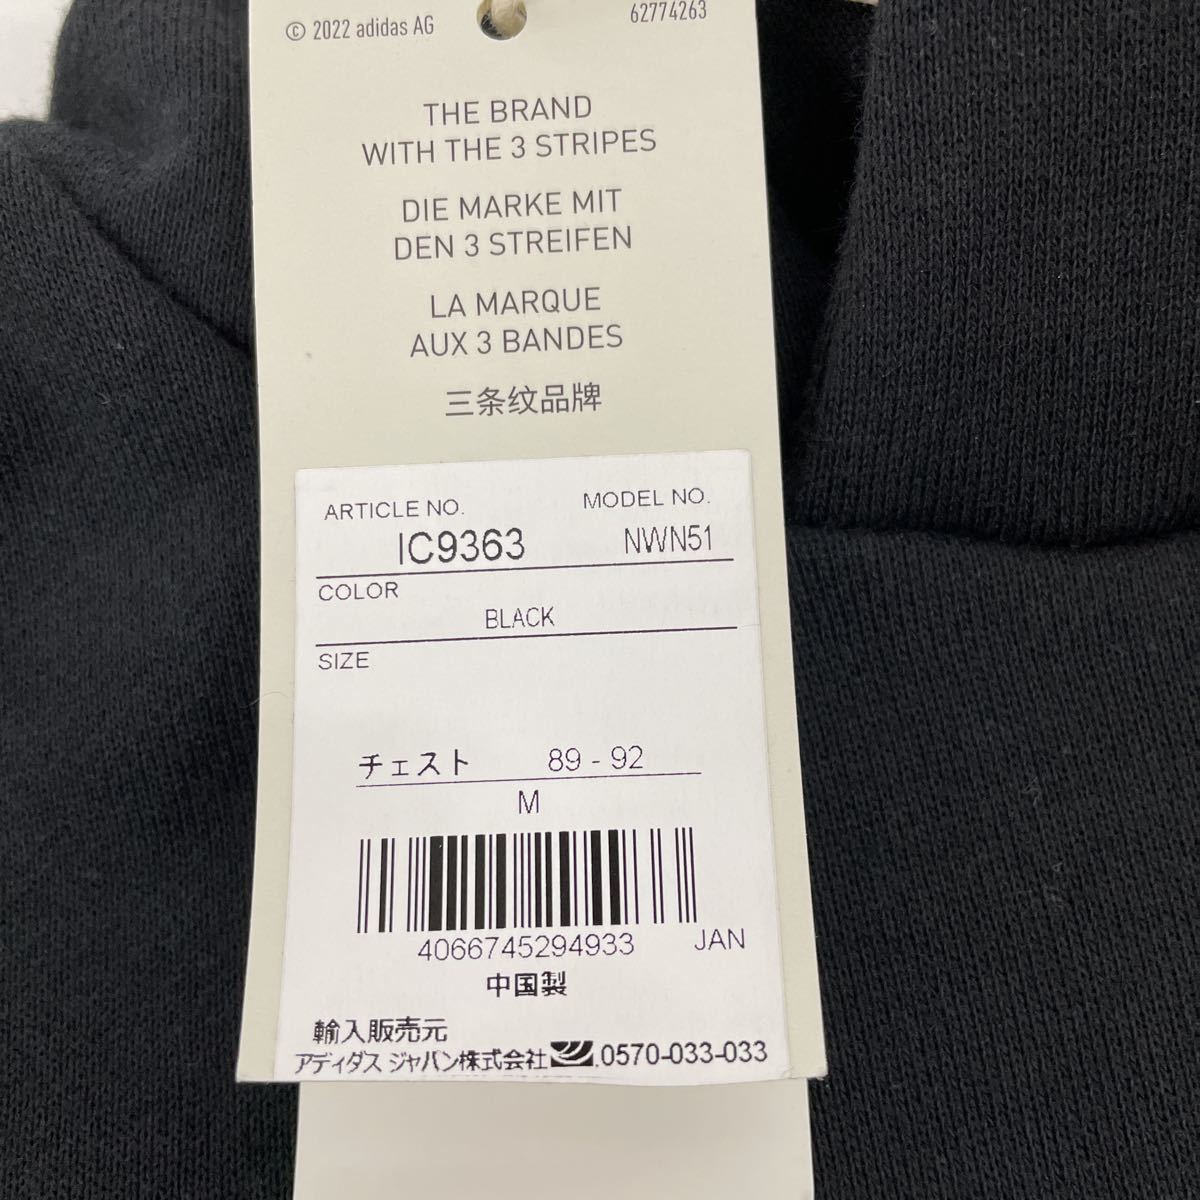 © 2022 adidas AG
62774263
THE BRAND
WITH THE 3 STRIPES
DIE MARKE MIT
DEN 3 STREIFEN
LA MARQUE
AUX 3 BANDES
三条纹品牌
ARTICLE NO.
MODEL NO.
IC9363
NWN51
COLOR
BLACK
SIZE
チェスト 89 - 92
M
4066745294933 JAN
中国製
輸入販売元
アディダス ジャパン株式会社 .0570-033-033